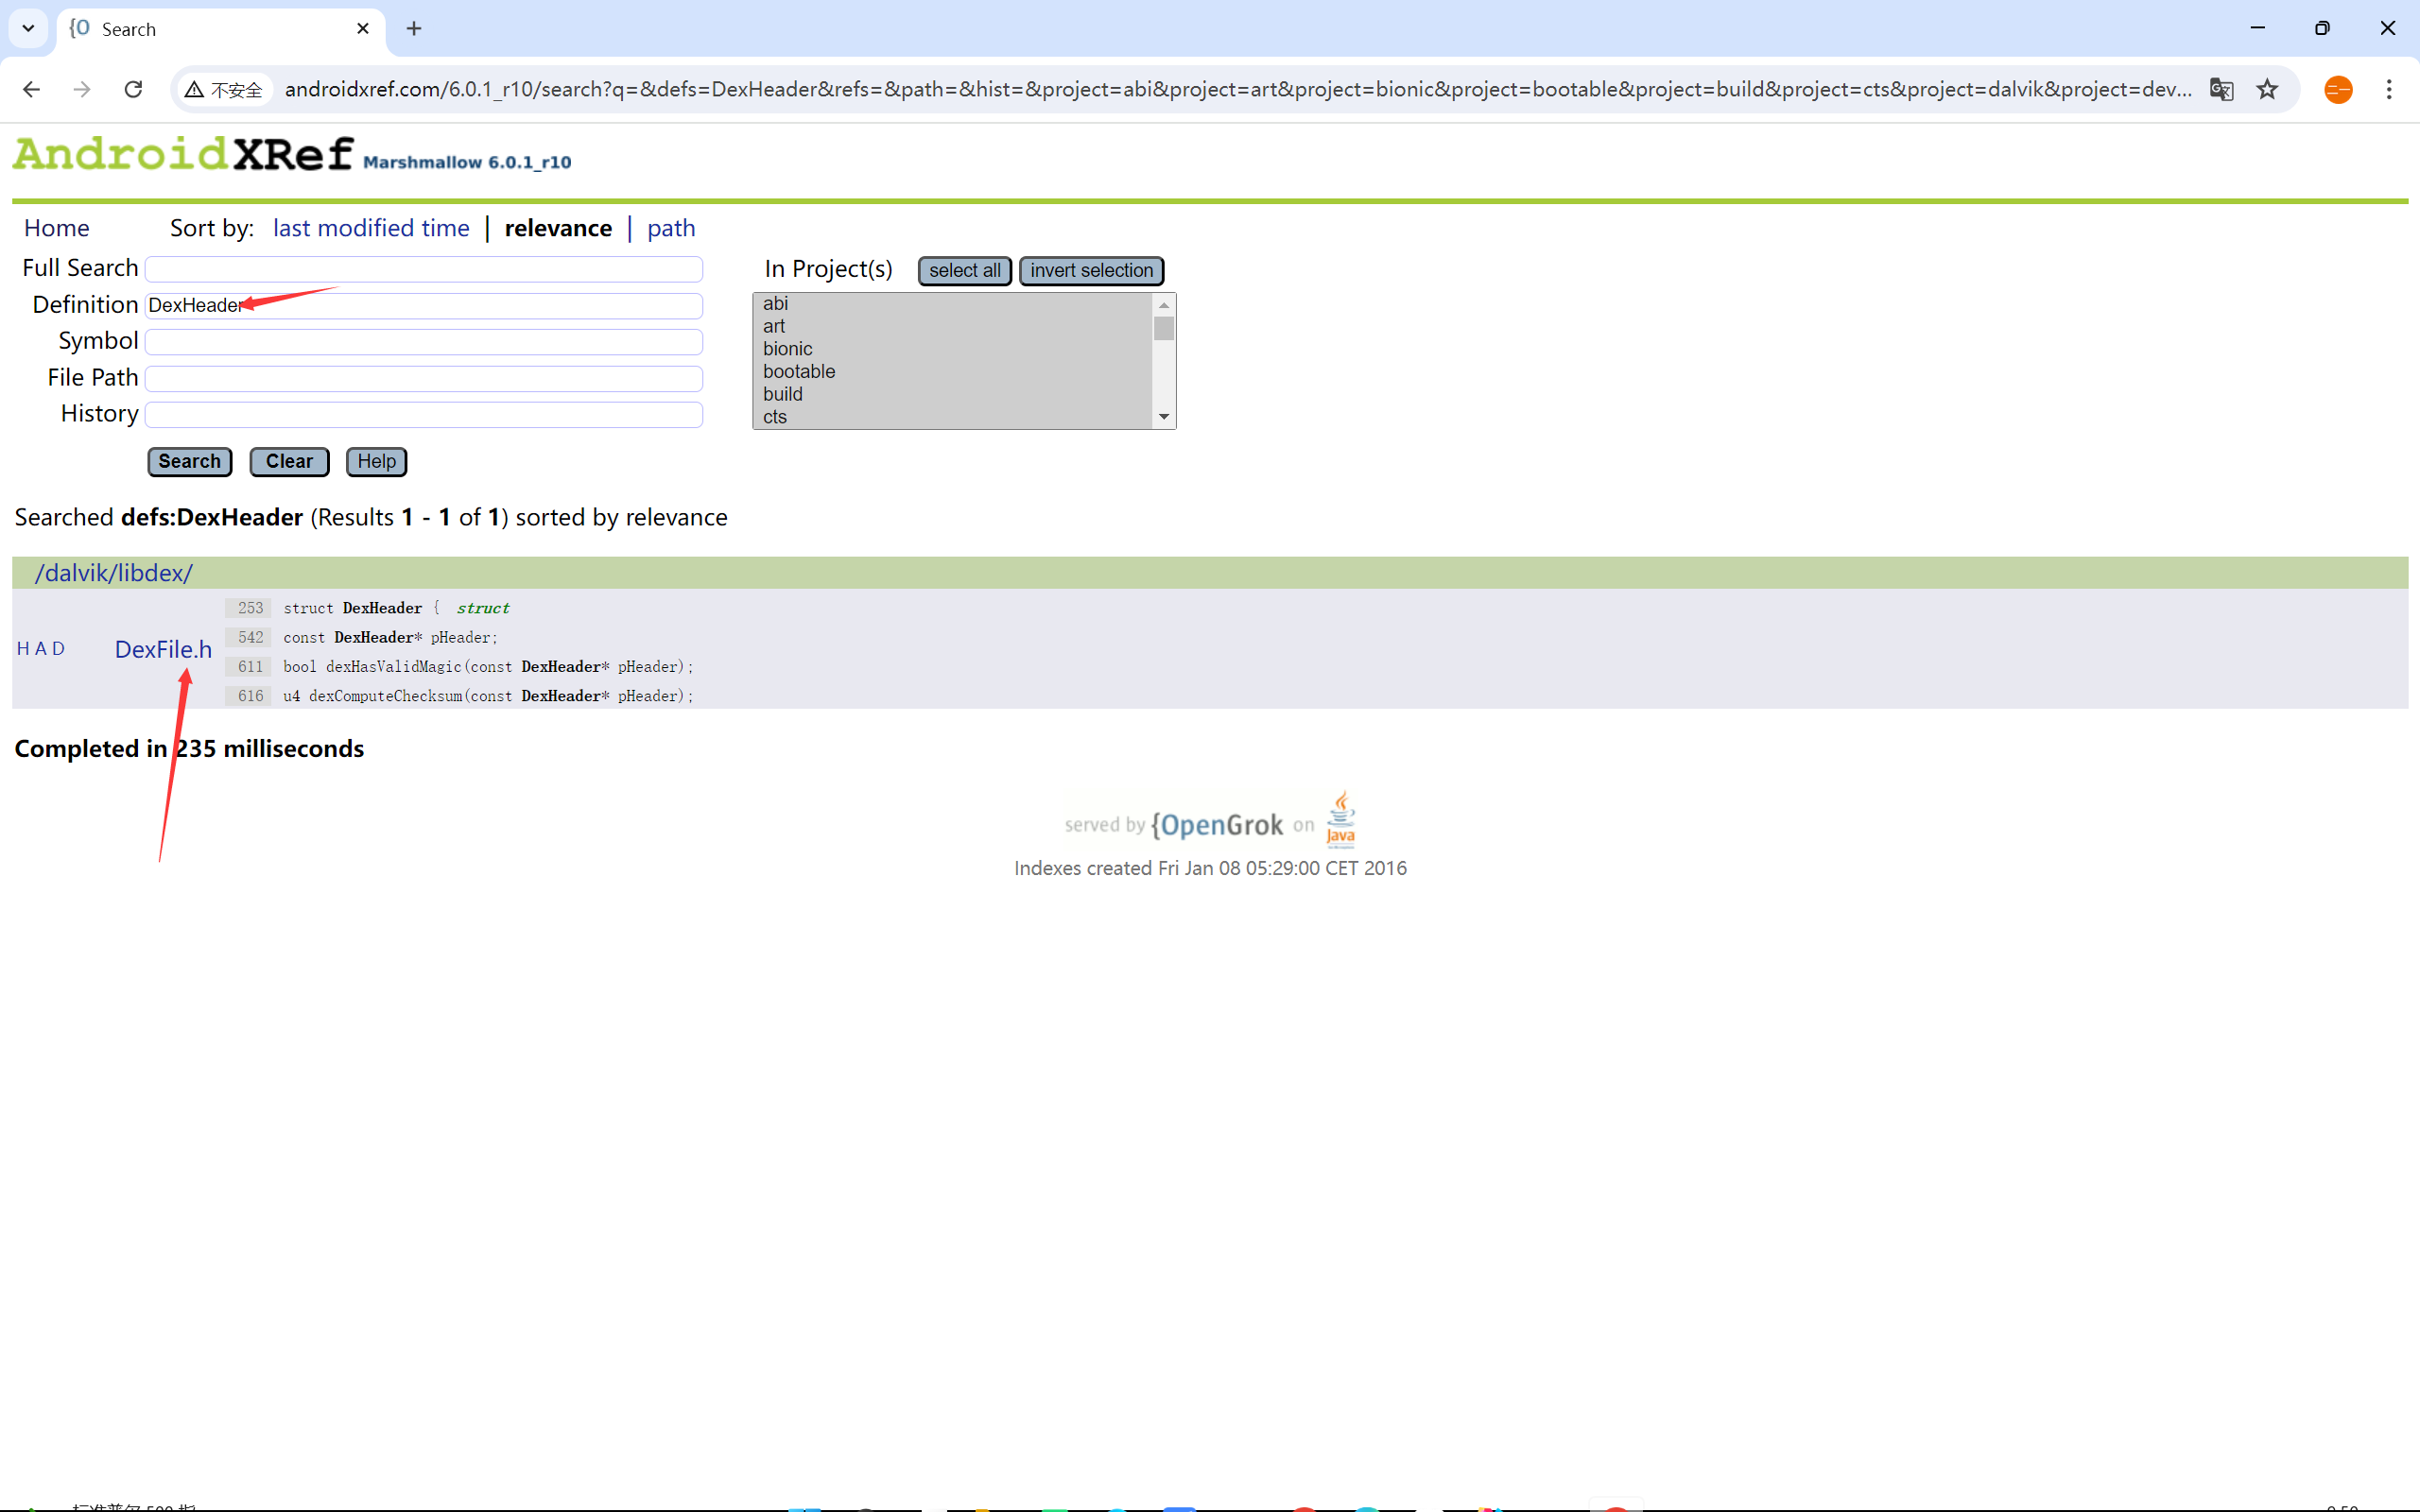 {O Search
不安全 androidxref.com/6.0.1_r10/search?q=&defs=DexHeader&refs=&path=&hist=&project=abi&project=art&project=bionic&project=bootable&project=build&project=cts&project=dalvik&project=dev...
AndroidXRef Marshmallow 6.0.1_r10
Home Sort by: last modified time | relevance | path
Full Search
Definition DexHeader
Symbol
File Path
History
In Project(s) select all invert selection
abi
art
bionic
bootable
build
cts
Search Clear Help
Searched defs:DexHeader (Results 1 - 1 of 1) sorted by relevance
/dalvik/libdex/
H A D DexFile.h
253 struct DexHeader { struct
542 const DexHeader* pHeader;
611 bool dexHasValidMagic(const DexHeader* pHeader);
616 u4 dexComputeChecksum(const DexHeader* pHeader);
Completed in 235 milliseconds
served by {OpenGrok on Java
Indexes created Fri Jan 08 05:29:00 CET 2016